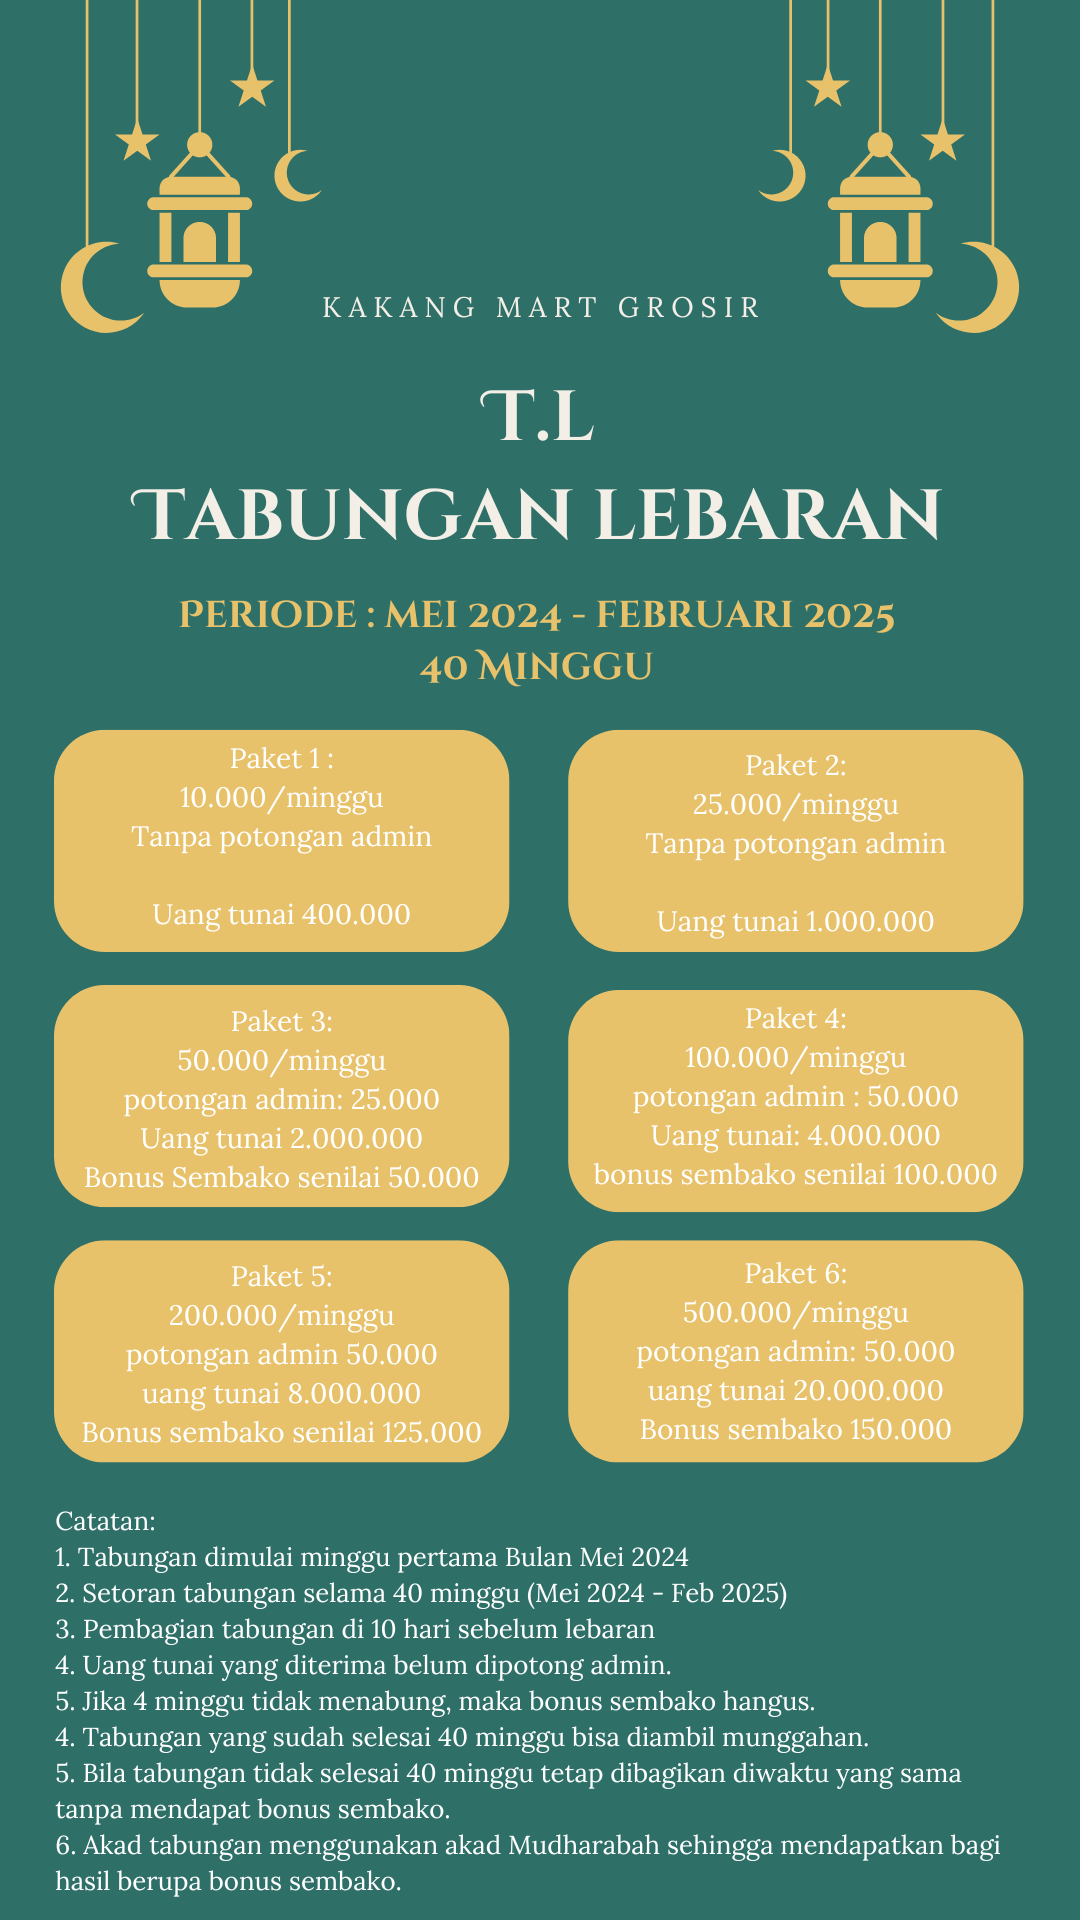 KAKANG MART GROSIR
T.L
TABUNGAN LEBARAN
PERIODE : MEI 2024 - FEBRUARI 2025
40 MINGGU
Paket 1 :
10.000/minggu
Tanpa potongan admin
Uang tunai 400.000
Paket 2:
25.000/minggu
Tanpa potongan admin
Uang tunai 1.000.000
Paket 3:
50.000/minggu
potongan admin: 25.000
Uang tunai 2.000.000
Bonus Sembako senilai 50.000
Paket 4:
100.000/minggu
potongan admin : 50.000
Uang tunai: 4.000.000
bonus sembako senilai 100.000
Paket 5:
200.000/minggu
potongan admin 50.000
uang tunai 8.000.000
Bonus sembako senilai 125.000
Paket 6:
500.000/minggu
potongan admin: 50.000
uang tunai 20.000.000
Bonus sembako 150.000
Catatan:
1. Tabungan dimulai minggu pertama Bulan Mei 2024
2. Setoran tabungan selama 40 minggu (Mei 2024 - Feb 2025)
3. Pembagian tabungan di 10 hari sebelum lebaran
4. Uang tunai yang diterima belum dipotong admin.
5. Jika 4 minggu tidak menabung, maka bonus sembako hangus.
4. Tabungan yang sudah selesai 40 minggu bisa diambil munggahan.
5. Bila tabungan tidak selesai 40 minggu tetap dibagikan diwaktu yang sama
tanpa mendapat bonus sembako.
6. Akad tabungan menggunakan akad Mudharabah sehingga mendapatkan bagi
hasil berupa bonus sembako.